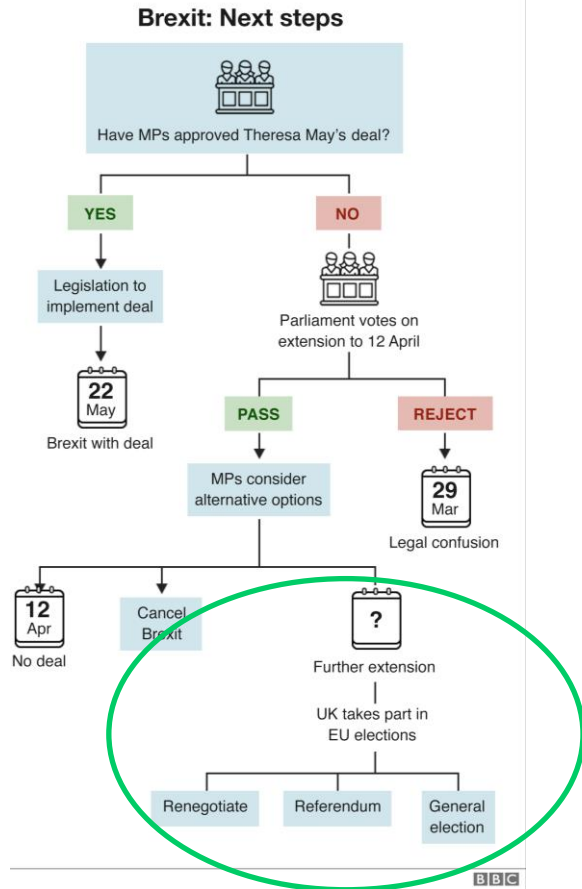 Brexit: Next steps
Have MPs approved Theresa May's deal?
YES
NO
Legislation to
implement deal
Parliament votes on
extension to 12 April
22
May
Brexit with deal
PASS
REJECT
MPs consider
alternative options
29
Mar
Legal confusion
12
Apr
No deal
Cancel
Brexit
?
Further extension
UK takes part in
EU elections
Renegotiate
Referendum
General
election
BBC